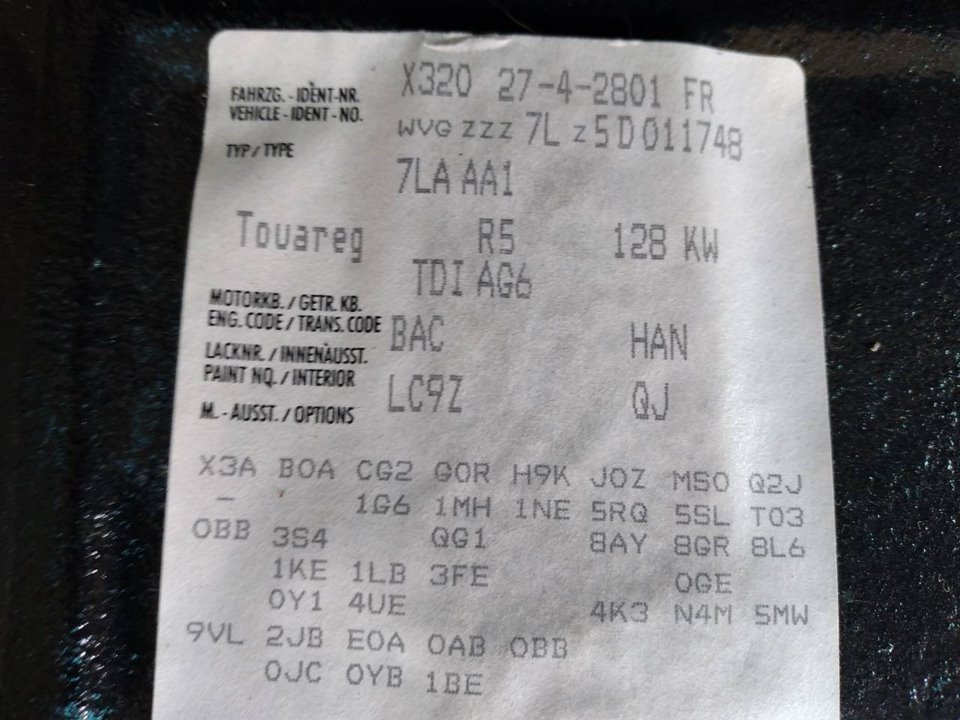 X320 27-4-2801 FR
FAHRZG. - IDENT-NR.
VEHICLE - IDENT - NO. WVG ZZZ 7L Z 5D011748
TYP / TYPE 7LA AA1
Touareg R5 128 KW
TDI AG6
MOTORKB. / GETR. KB.
ENG. CODE / TRANS. CODE BAC HAN
LACKNR. / INNENAUSST.
PAINT NO. / INTERIOR LC9Z QJ
M. - AUSST. / OPTIONS
X3A B0A CG2 G0R H9K J0Z MS0 Q2J
- 1G6 1MH 1NE 5RQ 5SL T03
0BB 3S4 QG1 8AY 8GR 8L6
1KE 1LB 3FE 0GE
0Y1 4UE 4K3 N4M 5MW
9VL 2JB E0A 0AB 0BB
0JC 0YB 1BE